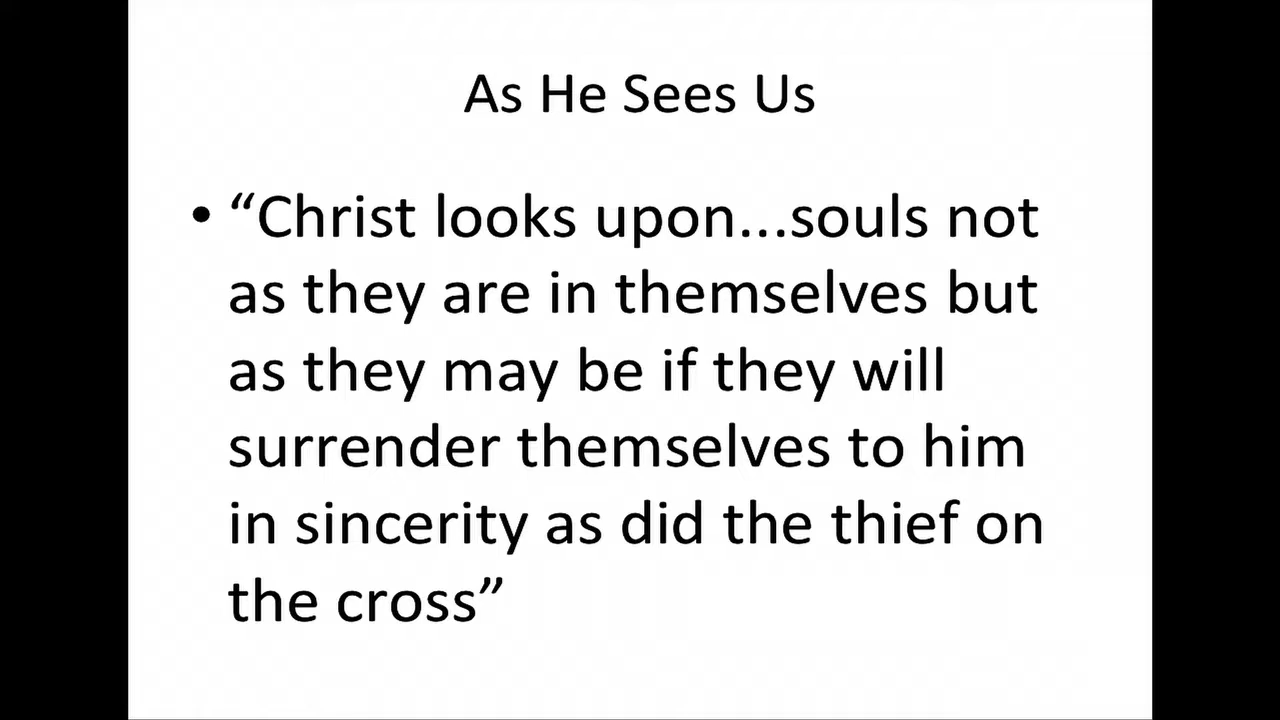 As He Sees Us
• “Christ looks upon...souls not
as they are in themselves but
as they may be if they will
surrender themselves to him
in sincerity as did the thief on
the cross”